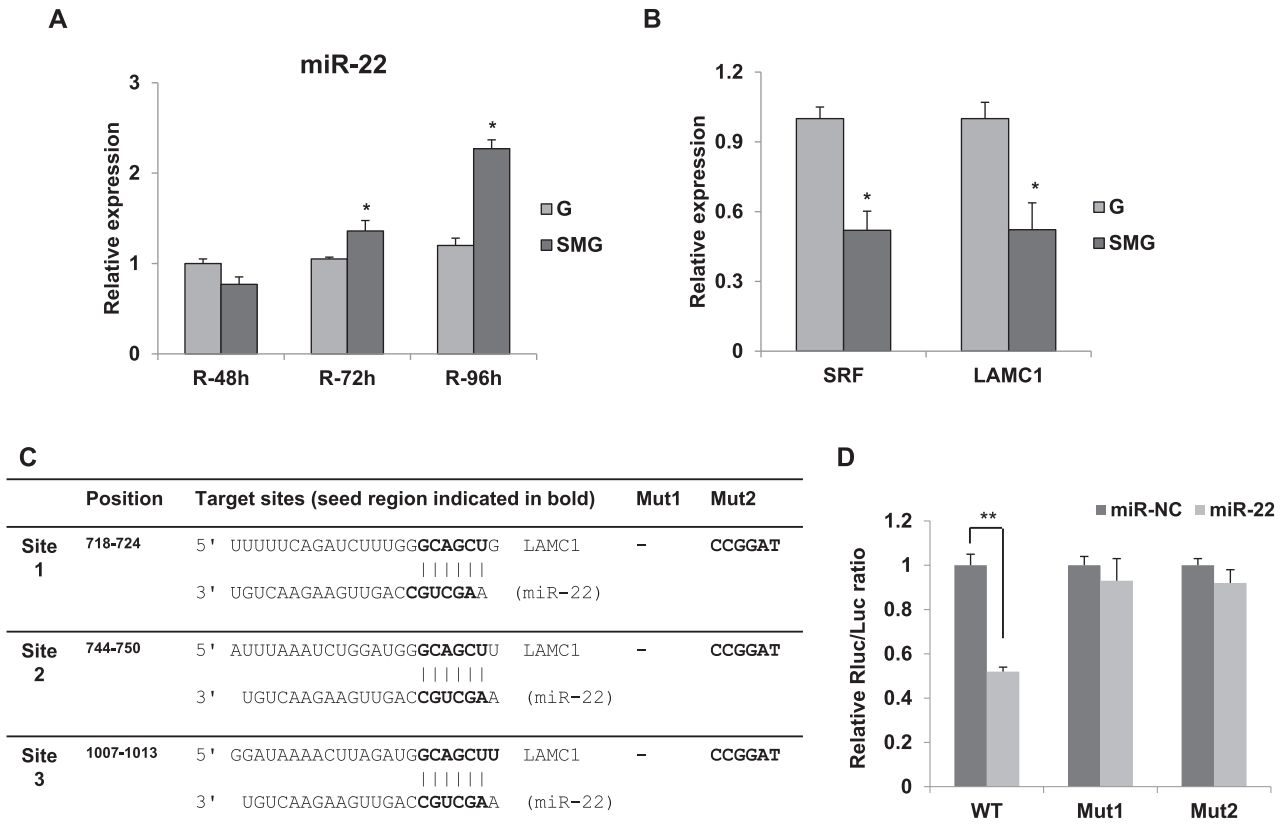 A
miR-22
Relative expression
3
2
1
0
*
*
R-48h R-72h R-96h
G
SMG
B
Relative expression
1.2
0.9
0.6
0.3
0
*
*
SRF LAMC1
G
SMG
C
Position Target sites (seed region indicated in bold) Mut1 Mut2
Site 1 718-724 5' UUUUUCAGAUCUUUGGGCAGCUG LAMC1 – CCGGAT
3' UGUCAAGAAGUUGACCGUCGAA (miR-22)
Site 2 744-750 5' AUUUAAAUCUGGAUGGGCAGCUU LAMC1 – CCGGAT
3' UGUCAAGAAGUUGACCGUCGAA (miR-22)
Site 3 1007-1013 5' GGAUAAAACUUAGAUGGCAGCUU LAMC1 – CCGGAT
3' UGUCAAGAAGUUGACCGUCGAA (miR-22)
D
miR-NC miR-22
Relative Rluc/Luc ratio
1.2
1
0.8
0.6
0.4
0.2
0
**
WT Mut1 Mut2